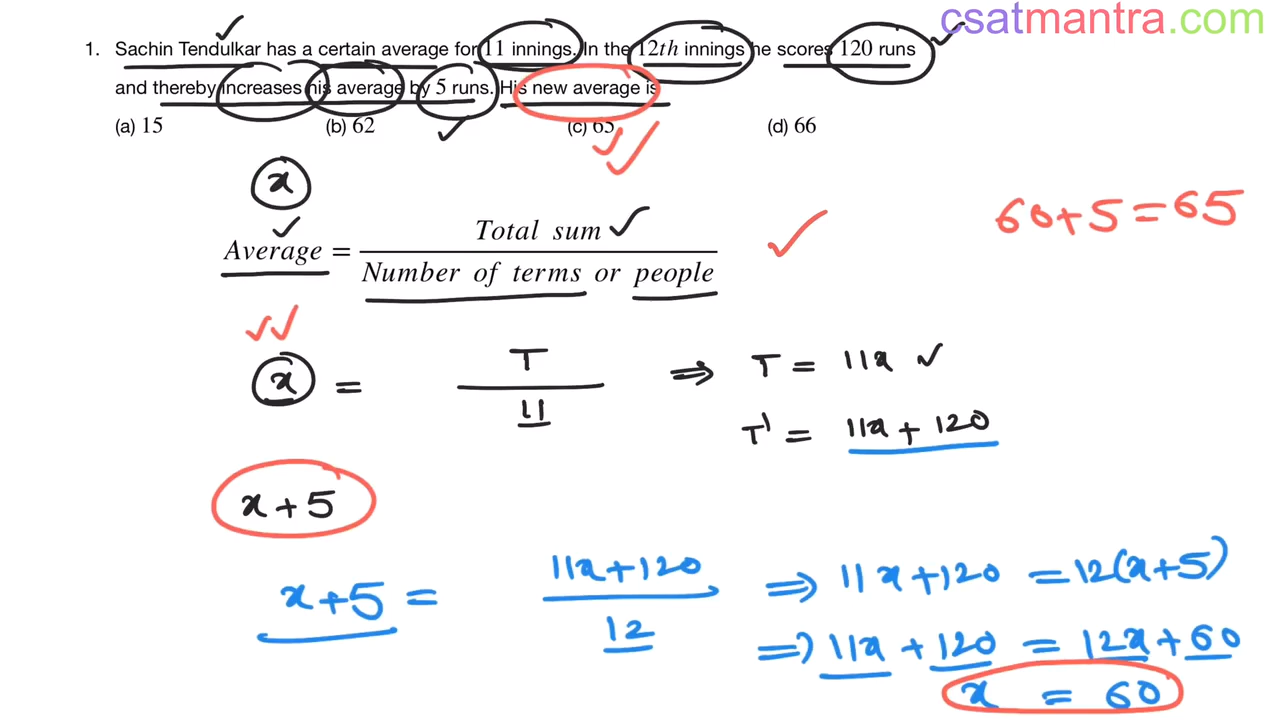 csatmantra.com
1. Sachin Tendulkar has a certain average for 11 innings. In the 12th innings he scores 120 runs
and thereby increases his average by 5 runs. His new average is
(a) 15 (b) 62 (c) 65 (d) 66
x
60+5=65
Average = Total sum / Number of terms or people
x = T / 11 ⇒ T = 11x
T' = 11x + 120
x + 5
x+5 = 11x+120 / 12 ⇒ 11x+120 = 12(x+5)
⇒ 11x + 120 = 12x + 60
x = 60